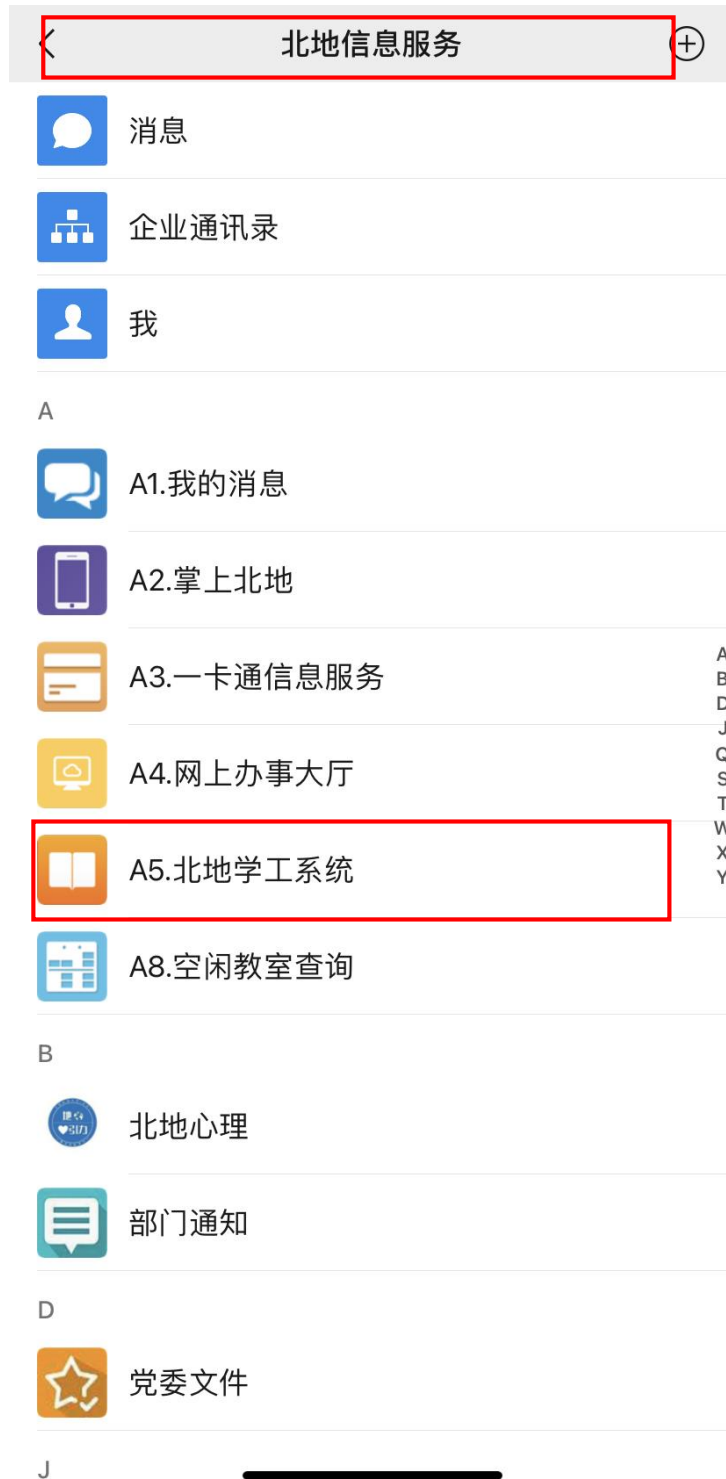 北地信息服务
消息
企业通讯录
我
A
A1.我的消息
A2.掌上北地
A3.一卡通信息服务
A4.网上办事大厅
A5.北地学工系统
A8.空闲教室查询
B
北地心理
部门通知
D
党委文件
J
A
B
D
J
Q
S
T
W
X
Y